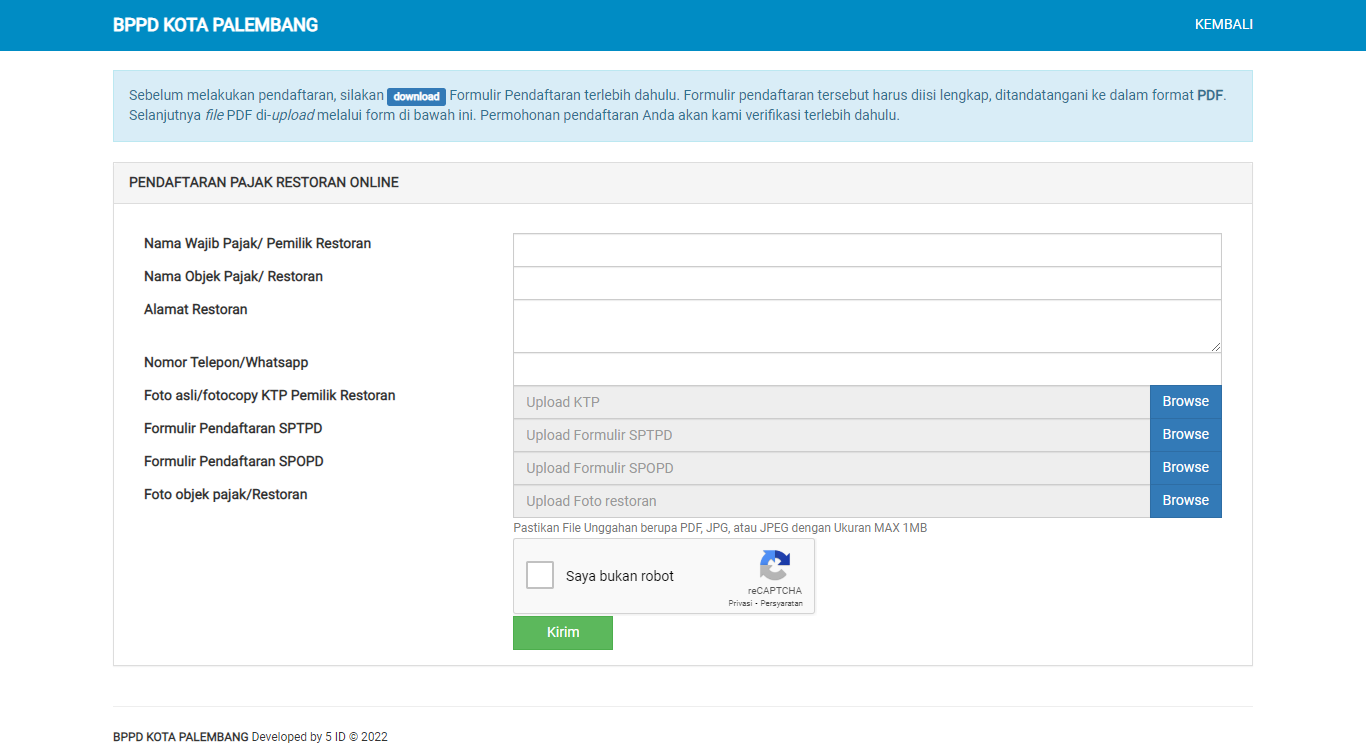 BPPD KOTA PALEMBANG
KEMBALI
Sebelum melakukan pendaftaran, silakan download Formulir Pendaftaran terlebih dahulu. Formulir pendaftaran tersebut harus diisi lengkap, ditandatangani ke dalam format PDF.
Selanjutnya file PDF di-upload melalui form di bawah ini. Permohonan pendaftaran Anda akan kami verifikasi terlebih dahulu.
PENDAFTARAN PAJAK RESTORAN ONLINE
Nama Wajib Pajak/ Pemilik Restoran
Nama Objek Pajak/ Restoran
Alamat Restoran
Nomor Telepon/Whatsapp
Foto asli/fotocopy KTP Pemilik Restoran
Upload KTP
Browse
Formulir Pendaftaran SPTPD
Upload Formulir SPTPD
Browse
Formulir Pendaftaran SPOPD
Upload Formulir SPOPD
Browse
Foto objek pajak/Restoran
Upload Foto restoran
Browse
Pastikan File Unggahan berupa PDF, JPG, atau JPEG dengan Ukuran MAX 1MB
Saya bukan robot
reCAPTCHA
Privasi - Persyaratan
Kirim
BPPD KOTA PALEMBANG Developed by 5 ID © 2022